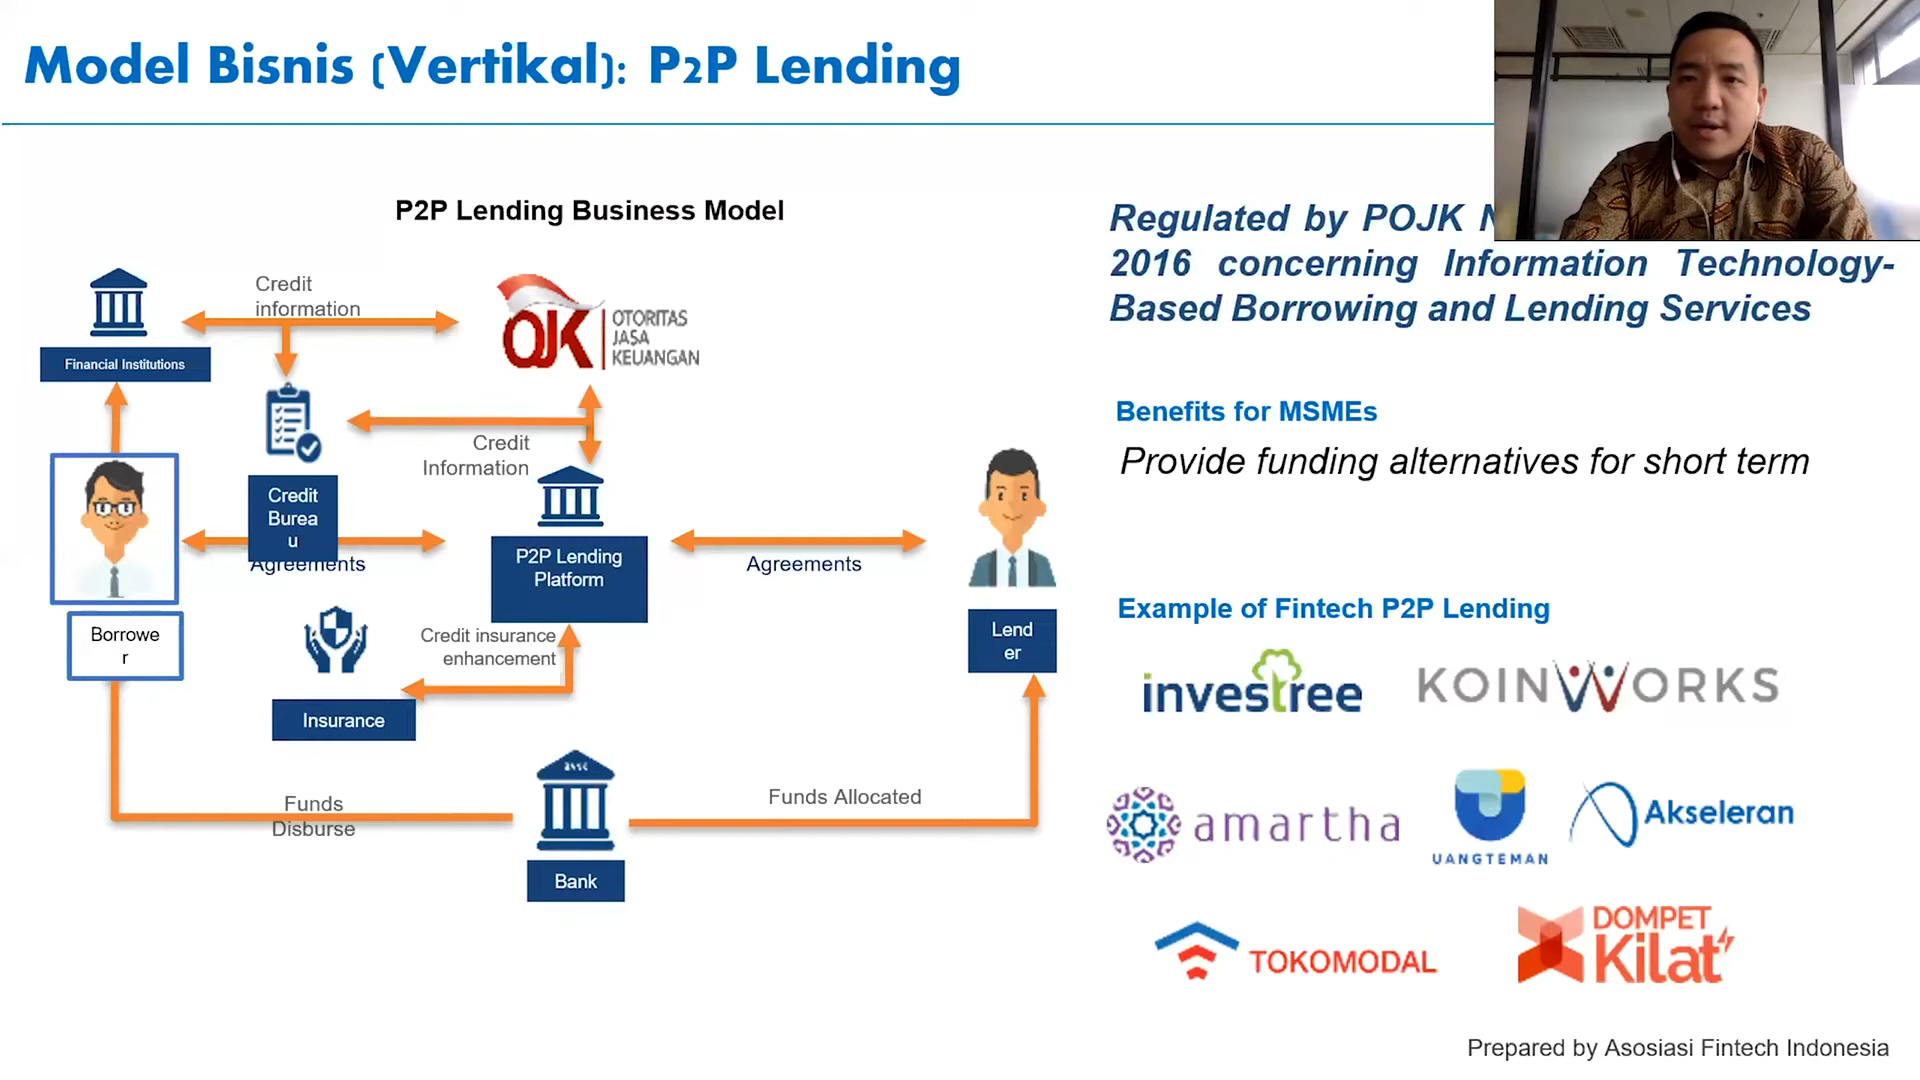 Model Bisnis (Vertikal): P2P Lending
P2P Lending Business Model
Credit
information
Financial Institutions
OJK
OTORITAS
JASA
KEUANGAN
Credit
Information
Credit
Burea
u
Agreements
P2P Lending
Platform
Agreements
Borrowe
r
Lend
er
Credit insurance
enhancement
Insurance
Funds
Disburse
Funds Allocated
Bank
Regulated by POJK
2016 concerning Information Technology-
Based Borrowing and Lending Services
Benefits for MSMEs
Provide funding alternatives for short term
Example of Fintech P2P Lending
investree
KOINWORKS
amartha
UANGTEMAN
Akseleran
TOKOMODAL
DOMPET
Kilat
Prepared by Asosiasi Fintech Indonesia